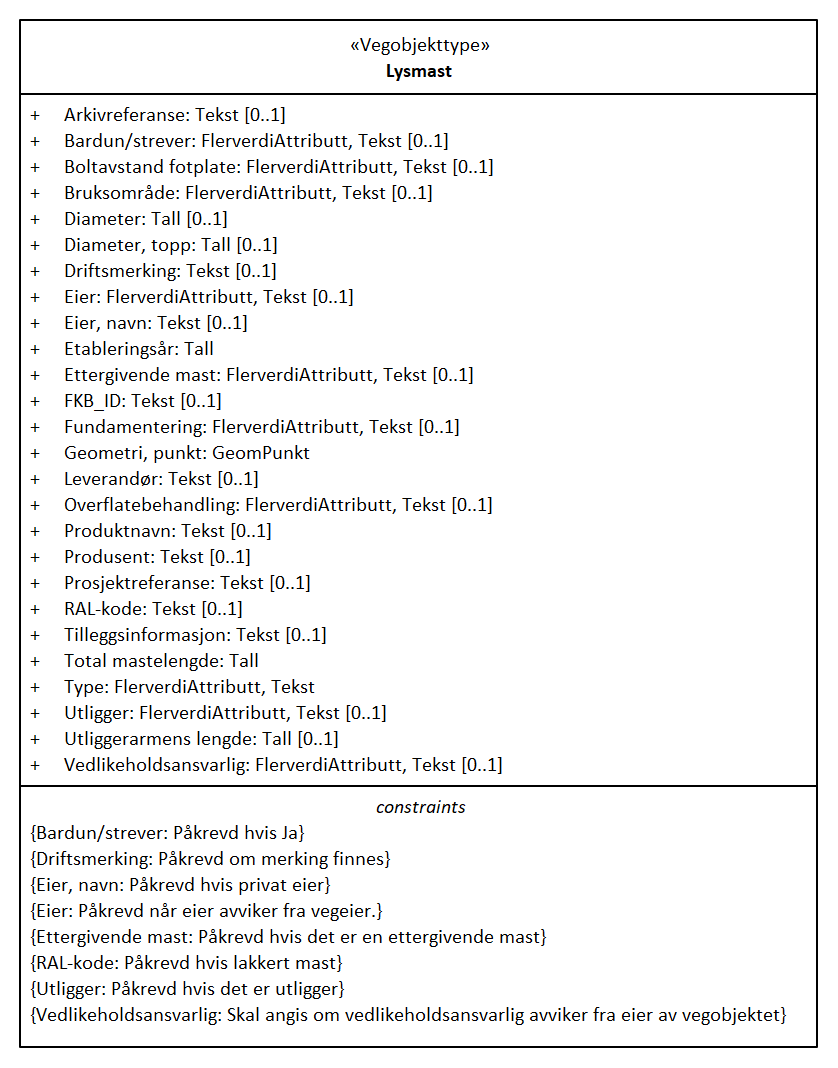 «Vegobjekttype»
Lysmast
+ Arkivreferanse: Tekst [0..1]
+ Bardun/strever: FlerverdiAttributt, Tekst [0..1]
+ Boltavstand fotplate: FlerverdiAttributt, Tekst [0..1]
+ Bruksområde: FlerverdiAttributt, Tekst [0..1]
+ Diameter: Tall [0..1]
+ Diameter, topp: Tall [0..1]
+ Driftsmerking: Tekst [0..1]
+ Eier: FlerverdiAttributt, Tekst [0..1]
+ Eier, navn: Tekst [0..1]
+ Etableringsår: Tall
+ Ettergivende mast: FlerverdiAttributt, Tekst [0..1]
+ FKB_ID: Tekst [0..1]
+ Fundamentering: FlerverdiAttributt, Tekst [0..1]
+ Geometri, punkt: GeomPunkt
+ Leverandør: Tekst [0..1]
+ Overflatebehandling: FlerverdiAttributt, Tekst [0..1]
+ Produktnavn: Tekst [0..1]
+ Produsent: Tekst [0..1]
+ Prosjektreferanse: Tekst [0..1]
+ RAL-kode: Tekst [0..1]
+ Tilleggsinformasjon: Tekst [0..1]
+ Total mastelengde: Tall
+ Type: FlerverdiAttributt, Tekst
+ Utligger: FlerverdiAttributt, Tekst [0..1]
+ Utliggerarmens lengde: Tall [0..1]
+ Vedlikeholdsansvarlig: FlerverdiAttributt, Tekst [0..1]
constraints
{Bardun/strever: Påkrevd hvis Ja}
{Driftsmerking: Påkrevd om merking finnes}
{Eier, navn: Påkrevd hvis privat eier}
{Eier: Påkrevd når eier avviker fra vegeier.}
{Ettergivende mast: Påkrevd hvis det er en ettergivende mast}
{RAL-kode: Påkrevd hvis lakkert mast}
{Utligger: Påkrevd hvis det er utligger}
{Vedlikeholdsansvarlig: Skal angis om vedlikeholdsansvarlig avviker fra eier av vegobjektet}